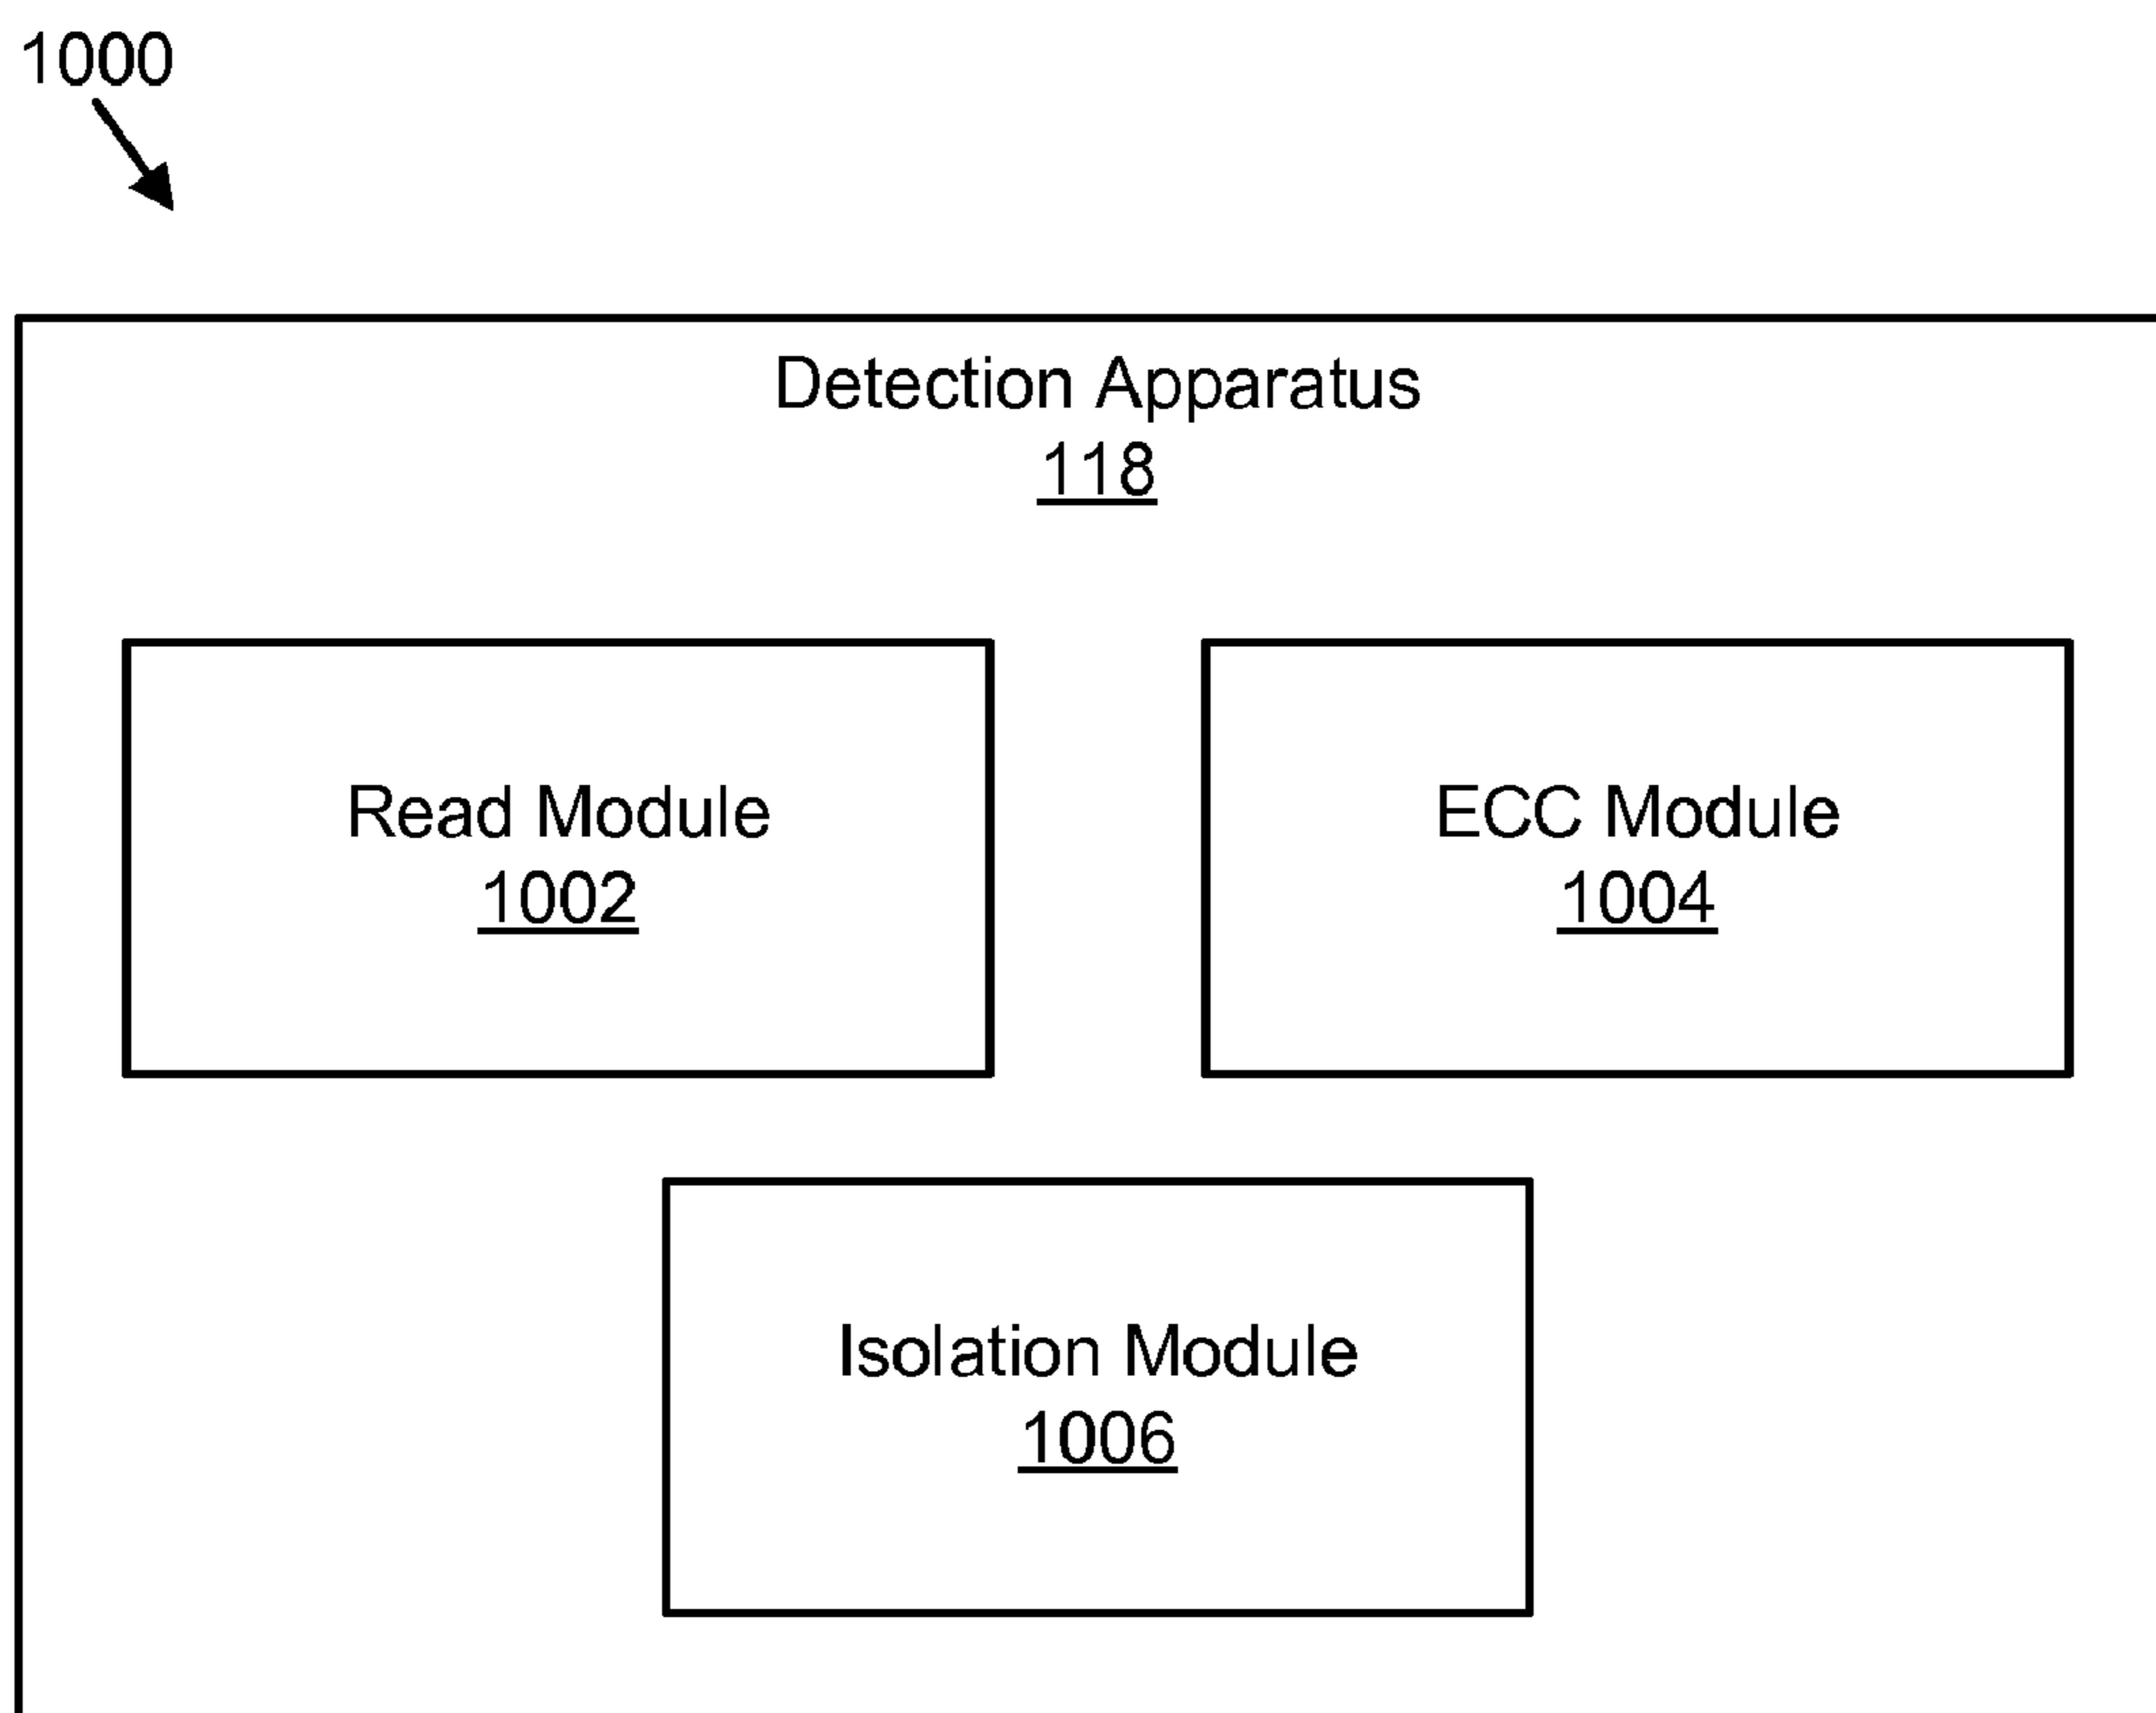 1000
Detection Apparatus
118
Read Module
1002
ECC Module
1004
Isolation Module
1006